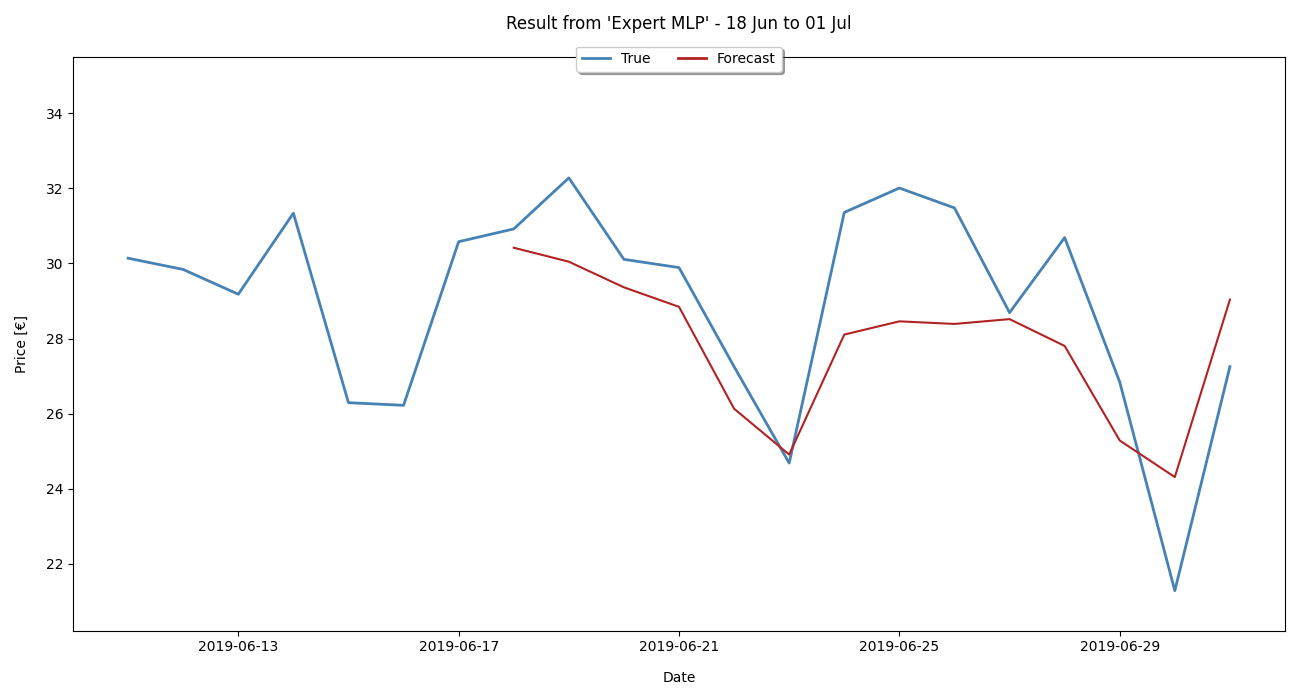 Result from 'Expert MLP' - 18 Jun to 01 Jul
True Forecast
34
32
30
28
26
24
22
Price [€]
2019-06-13 2019-06-17 2019-06-21 2019-06-25 2019-06-29
Date